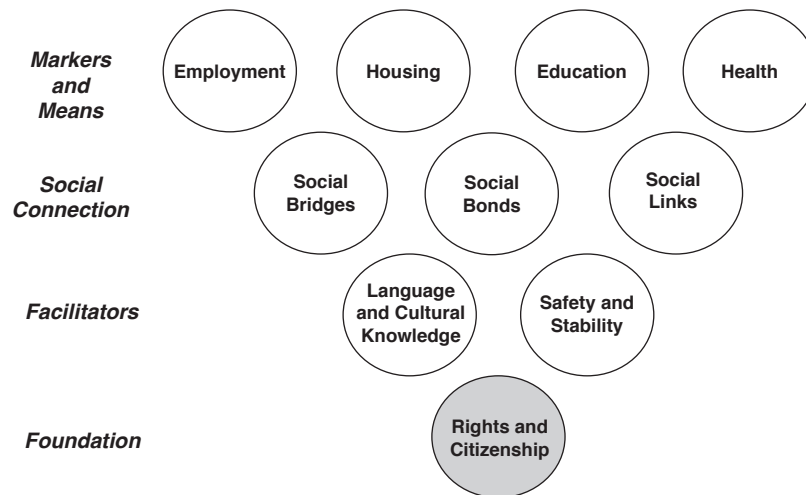 Markers
and
Means
Employment
Housing
Education
Health
Social
Connection
Social
Bridges
Social
Bonds
Social
Links
Facilitators
Language
and Cultural
Knowledge
Safety and
Stability
Foundation
Rights and
Citizenship